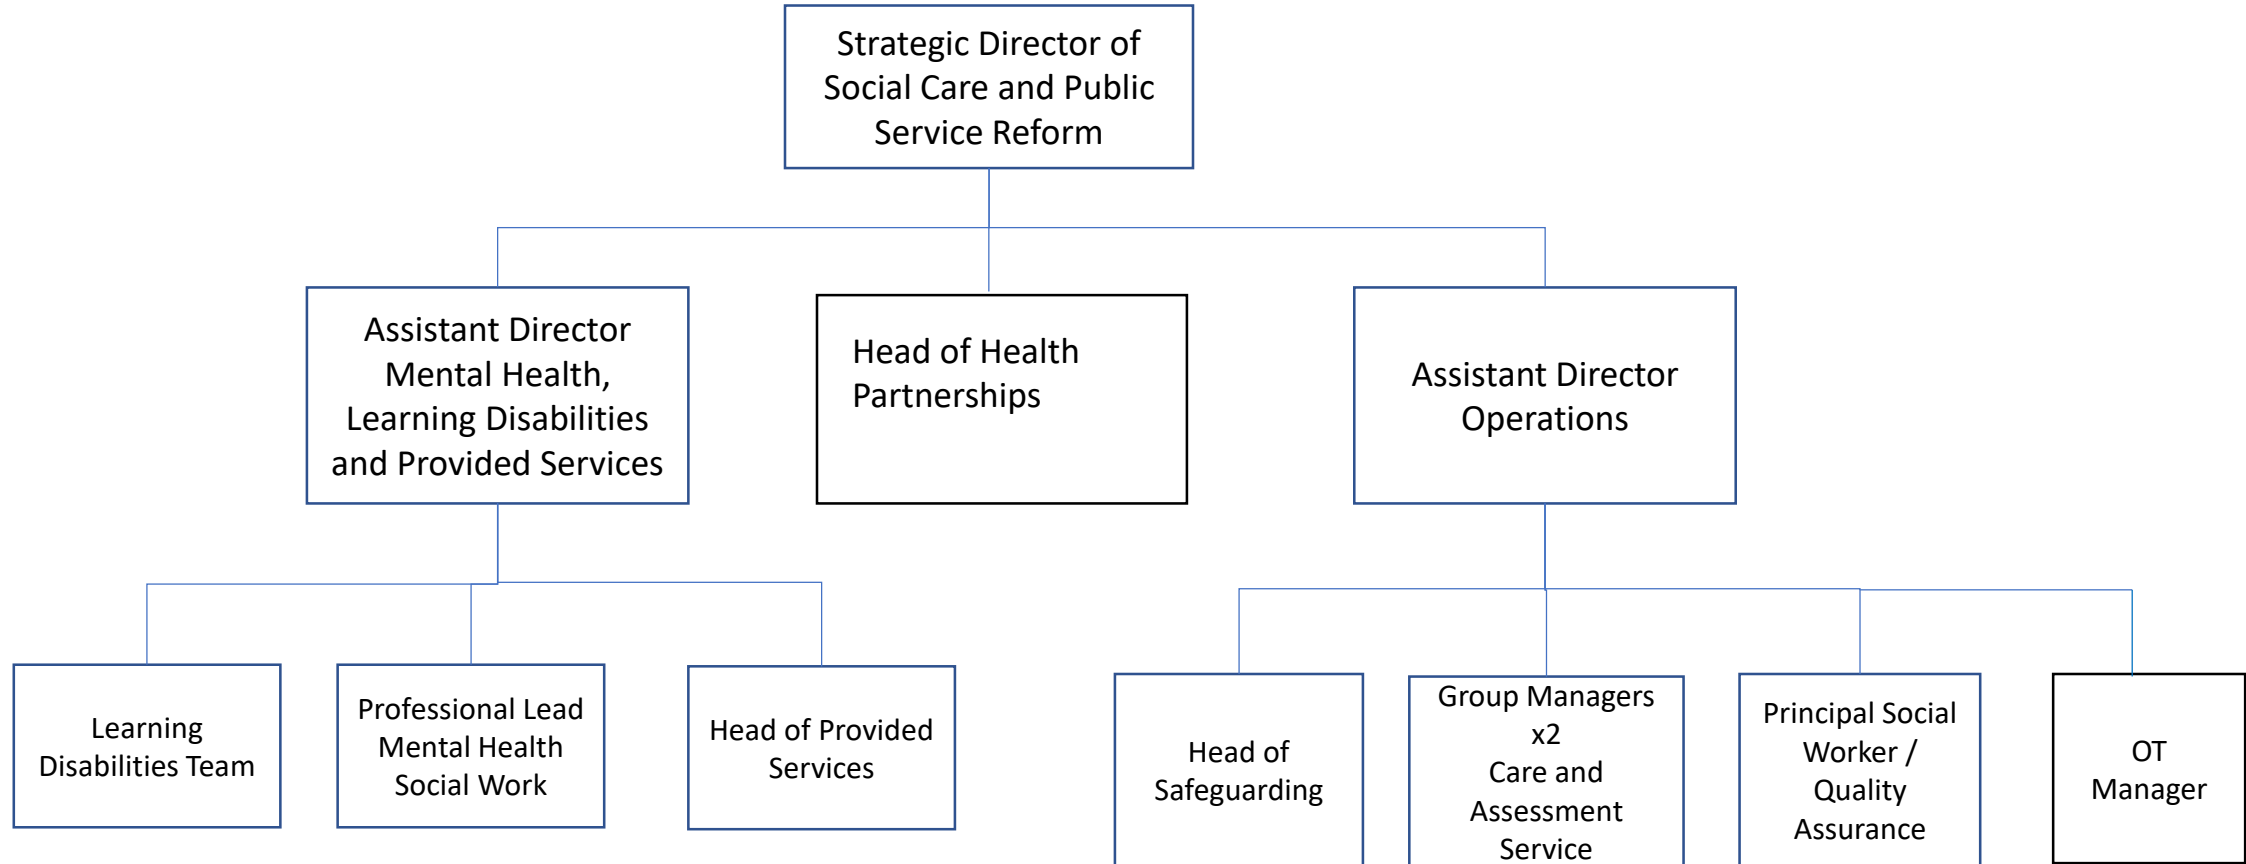 Strategic Director of
Social Care and Public
Service Reform
Assistant Director
Mental Health,
Learning Disabilities
and Provided Services
Head of Health
Partnerships
Assistant Director
Operations
Learning
Disabilities Team
Professional Lead
Mental Health
Social Work
Head of Provided
Services
Head of
Safeguarding
Group Managers
x2
Care and
Assessment
Service
Principal Social
Worker /
Quality
Assurance
OT
Manager